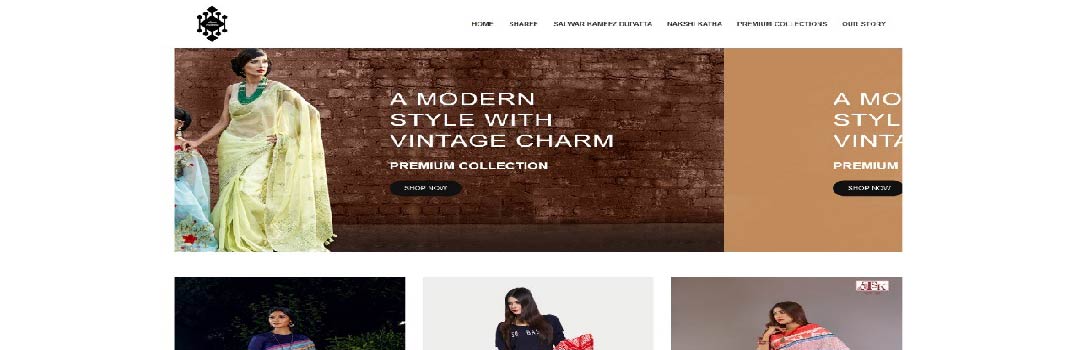 HOME SHAREE SALWAR KAMEEZ DUPATTA NAKSHI KATHA PREMIUM COLLECTIONS OUR STORY
A MODERN
STYLE WITH
VINTAGE CHARM
PREMIUM COLLECTION
SHOP NOW
A MO
STYL
VINTA
PREMIUM
SHOP NOW